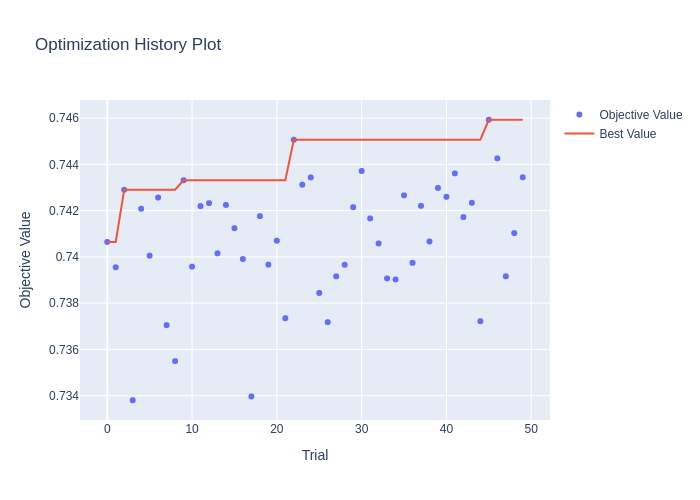 Optimization History Plot
Objective Value
Best Value
0.746
0.744
0.742
0.74
0.738
0.736
0.734
Objective Value
0
10
20
30
40
50
Trial